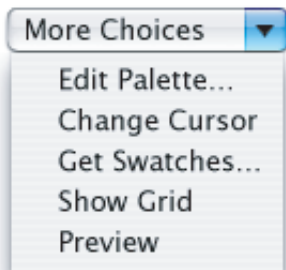 More Choices
Edit Palette...
Change Cursor
Get Swatches...
Show Grid
Preview